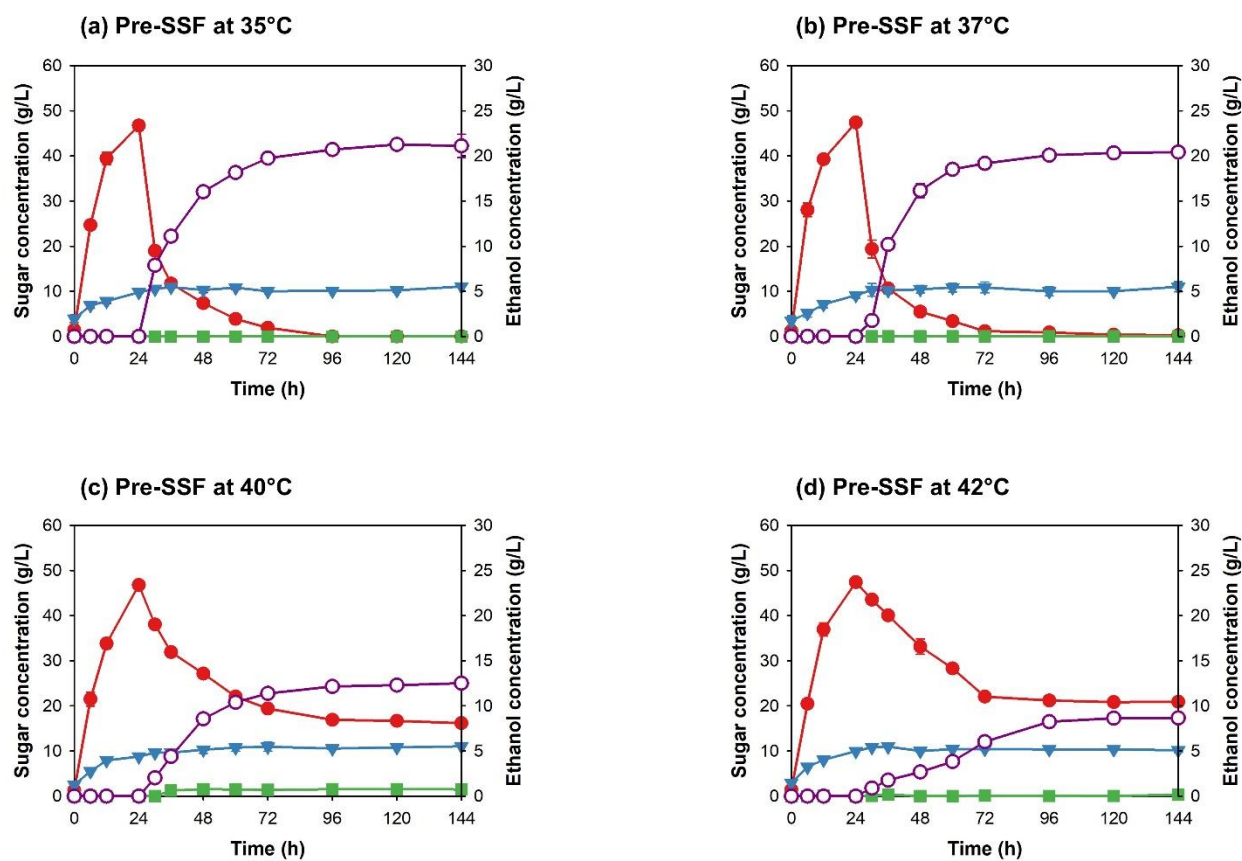 (a) Pre-SSF at 35°C
Sugar concentration (g/L)
60
50
40
30
20
10
0
30
25
20
15
10
5
0
Ethanol concentration (g/L)
0 24 48 72 96 120 144
Time (h)
(b) Pre-SSF at 37°C
Sugar concentration (g/L)
60
50
40
30
20
10
0
30
25
20
15
10
5
0
Ethanol concentration (g/L)
0 24 48 72 96 120 144
Time (h)
(c) Pre-SSF at 40°C
Sugar concentration (g/L)
60
50
40
30
20
10
0
30
25
20
15
10
5
0
Ethanol concentration (g/L)
0 24 48 72 96 120 144
Time (h)
(d) Pre-SSF at 42°C
Sugar concentration (g/L)
60
50
40
30
20
10
0
30
25
20
15
10
5
0
Ethanol concentration (g/L)
0 24 48 72 96 120 144
Time (h)